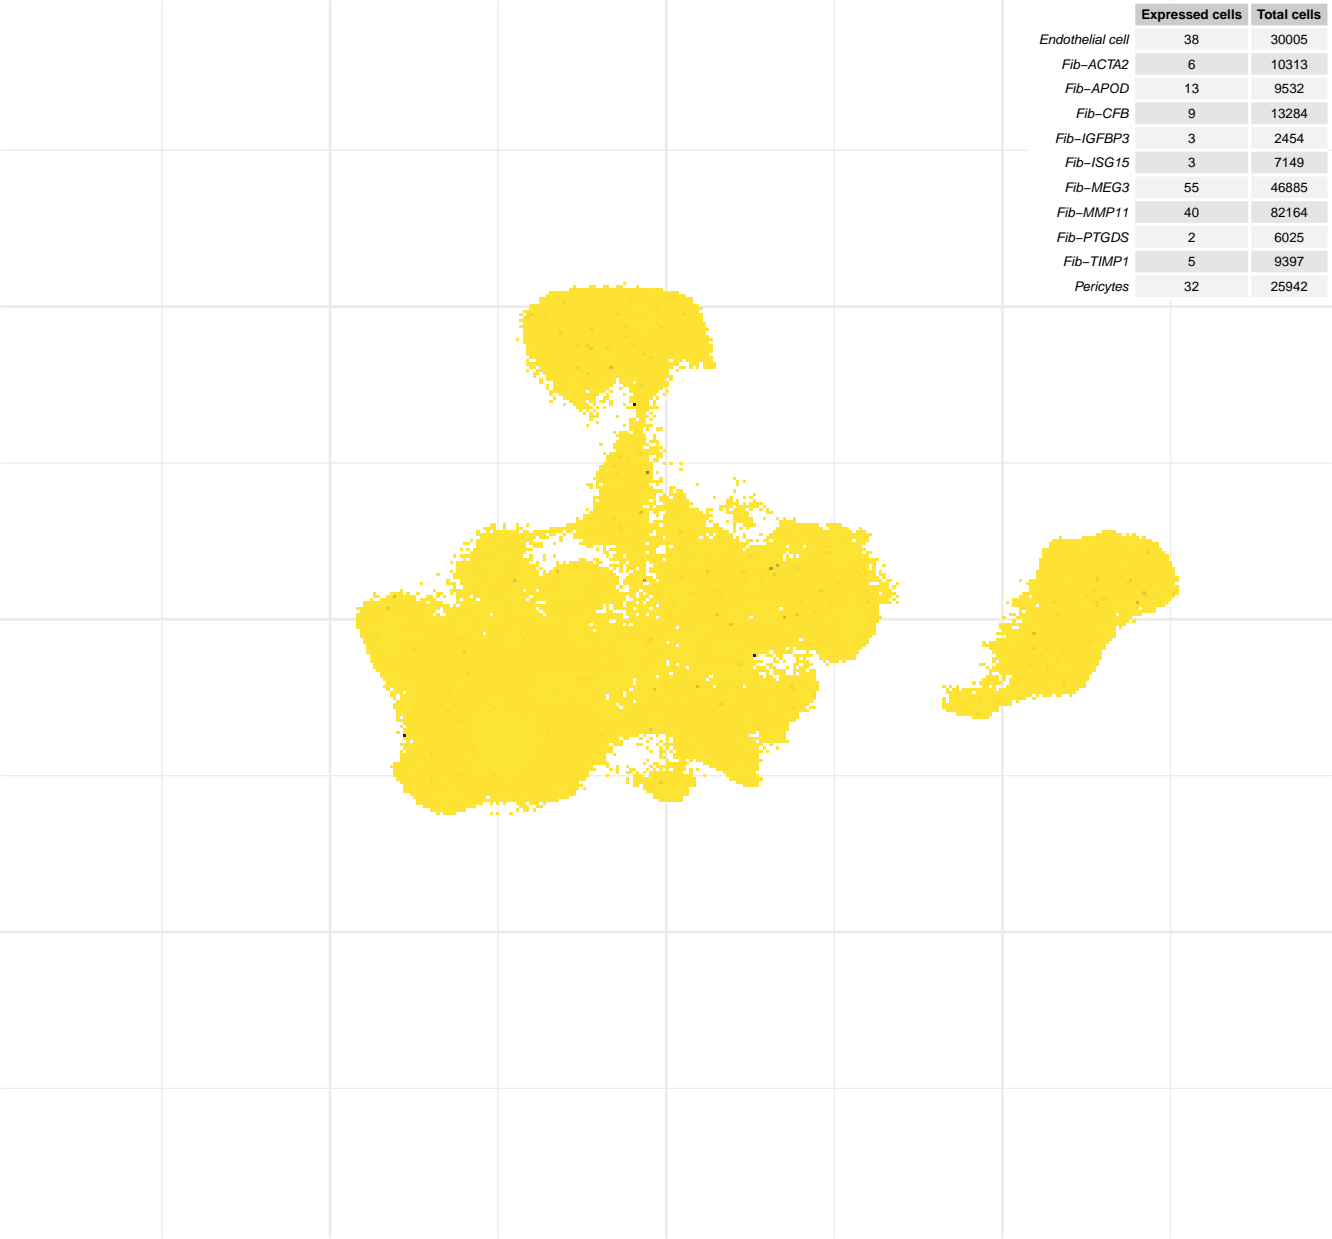 Expressed cells Total cells
Endothelial cell 38 30005
Fib−ACTA2 6 10313
Fib−APOD 13 9532
Fib−CFB 9 13284
Fib−IGFBP3 3 2454
Fib−ISG15 3 7149
Fib−MEG3 55 46885
Fib−MMP11 40 82164
Fib−PTGDS 2 6025
Fib−TIMP1 5 9397
Pericytes 32 25942